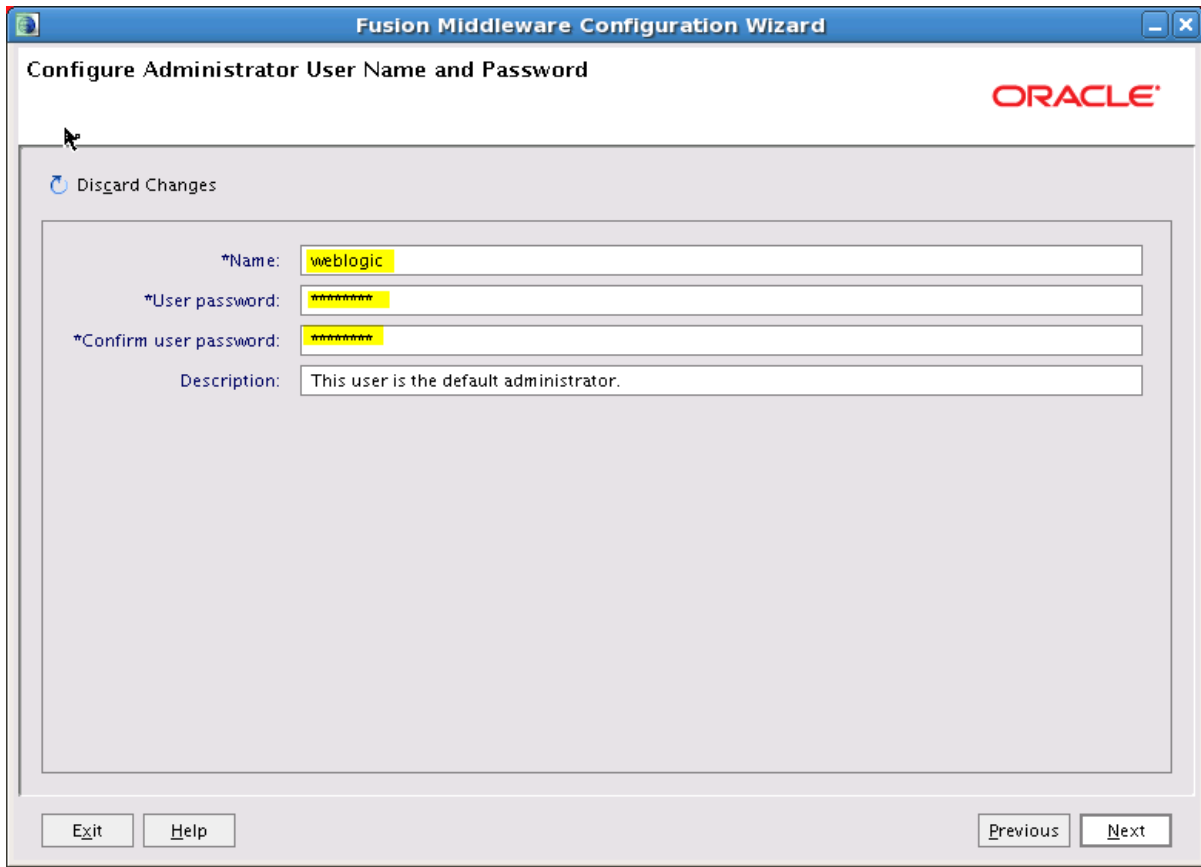 Fusion Middleware Configuration Wizard
Configure Administrator User Name and Password
ORACLE
Discard Changes
*Name: weblogic
*User password: ********
*Confirm user password: ********
Description: This user is the default administrator.
Exit Help Previous Next